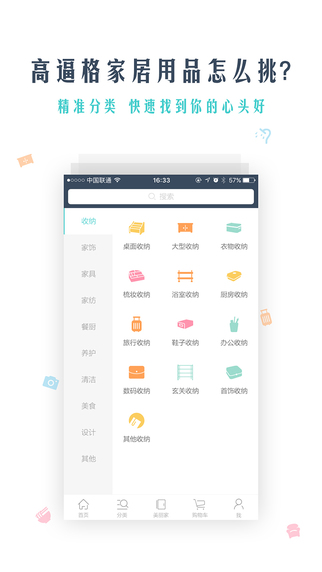 高逼格家居用品怎么挑?
精准分类 快速找到你的心头好
中国联通 16:33 57%
搜索
收纳
家饰
家具
家纺
餐厨
养护
清洁
美食
设计
其他
桌面收纳 大型收纳 衣物收纳
梳妆收纳 浴室收纳 厨房收纳
旅行收纳 鞋子收纳 办公收纳
数码收纳 玄关收纳 首饰收纳
其他收纳
首页 分类 购物车 我